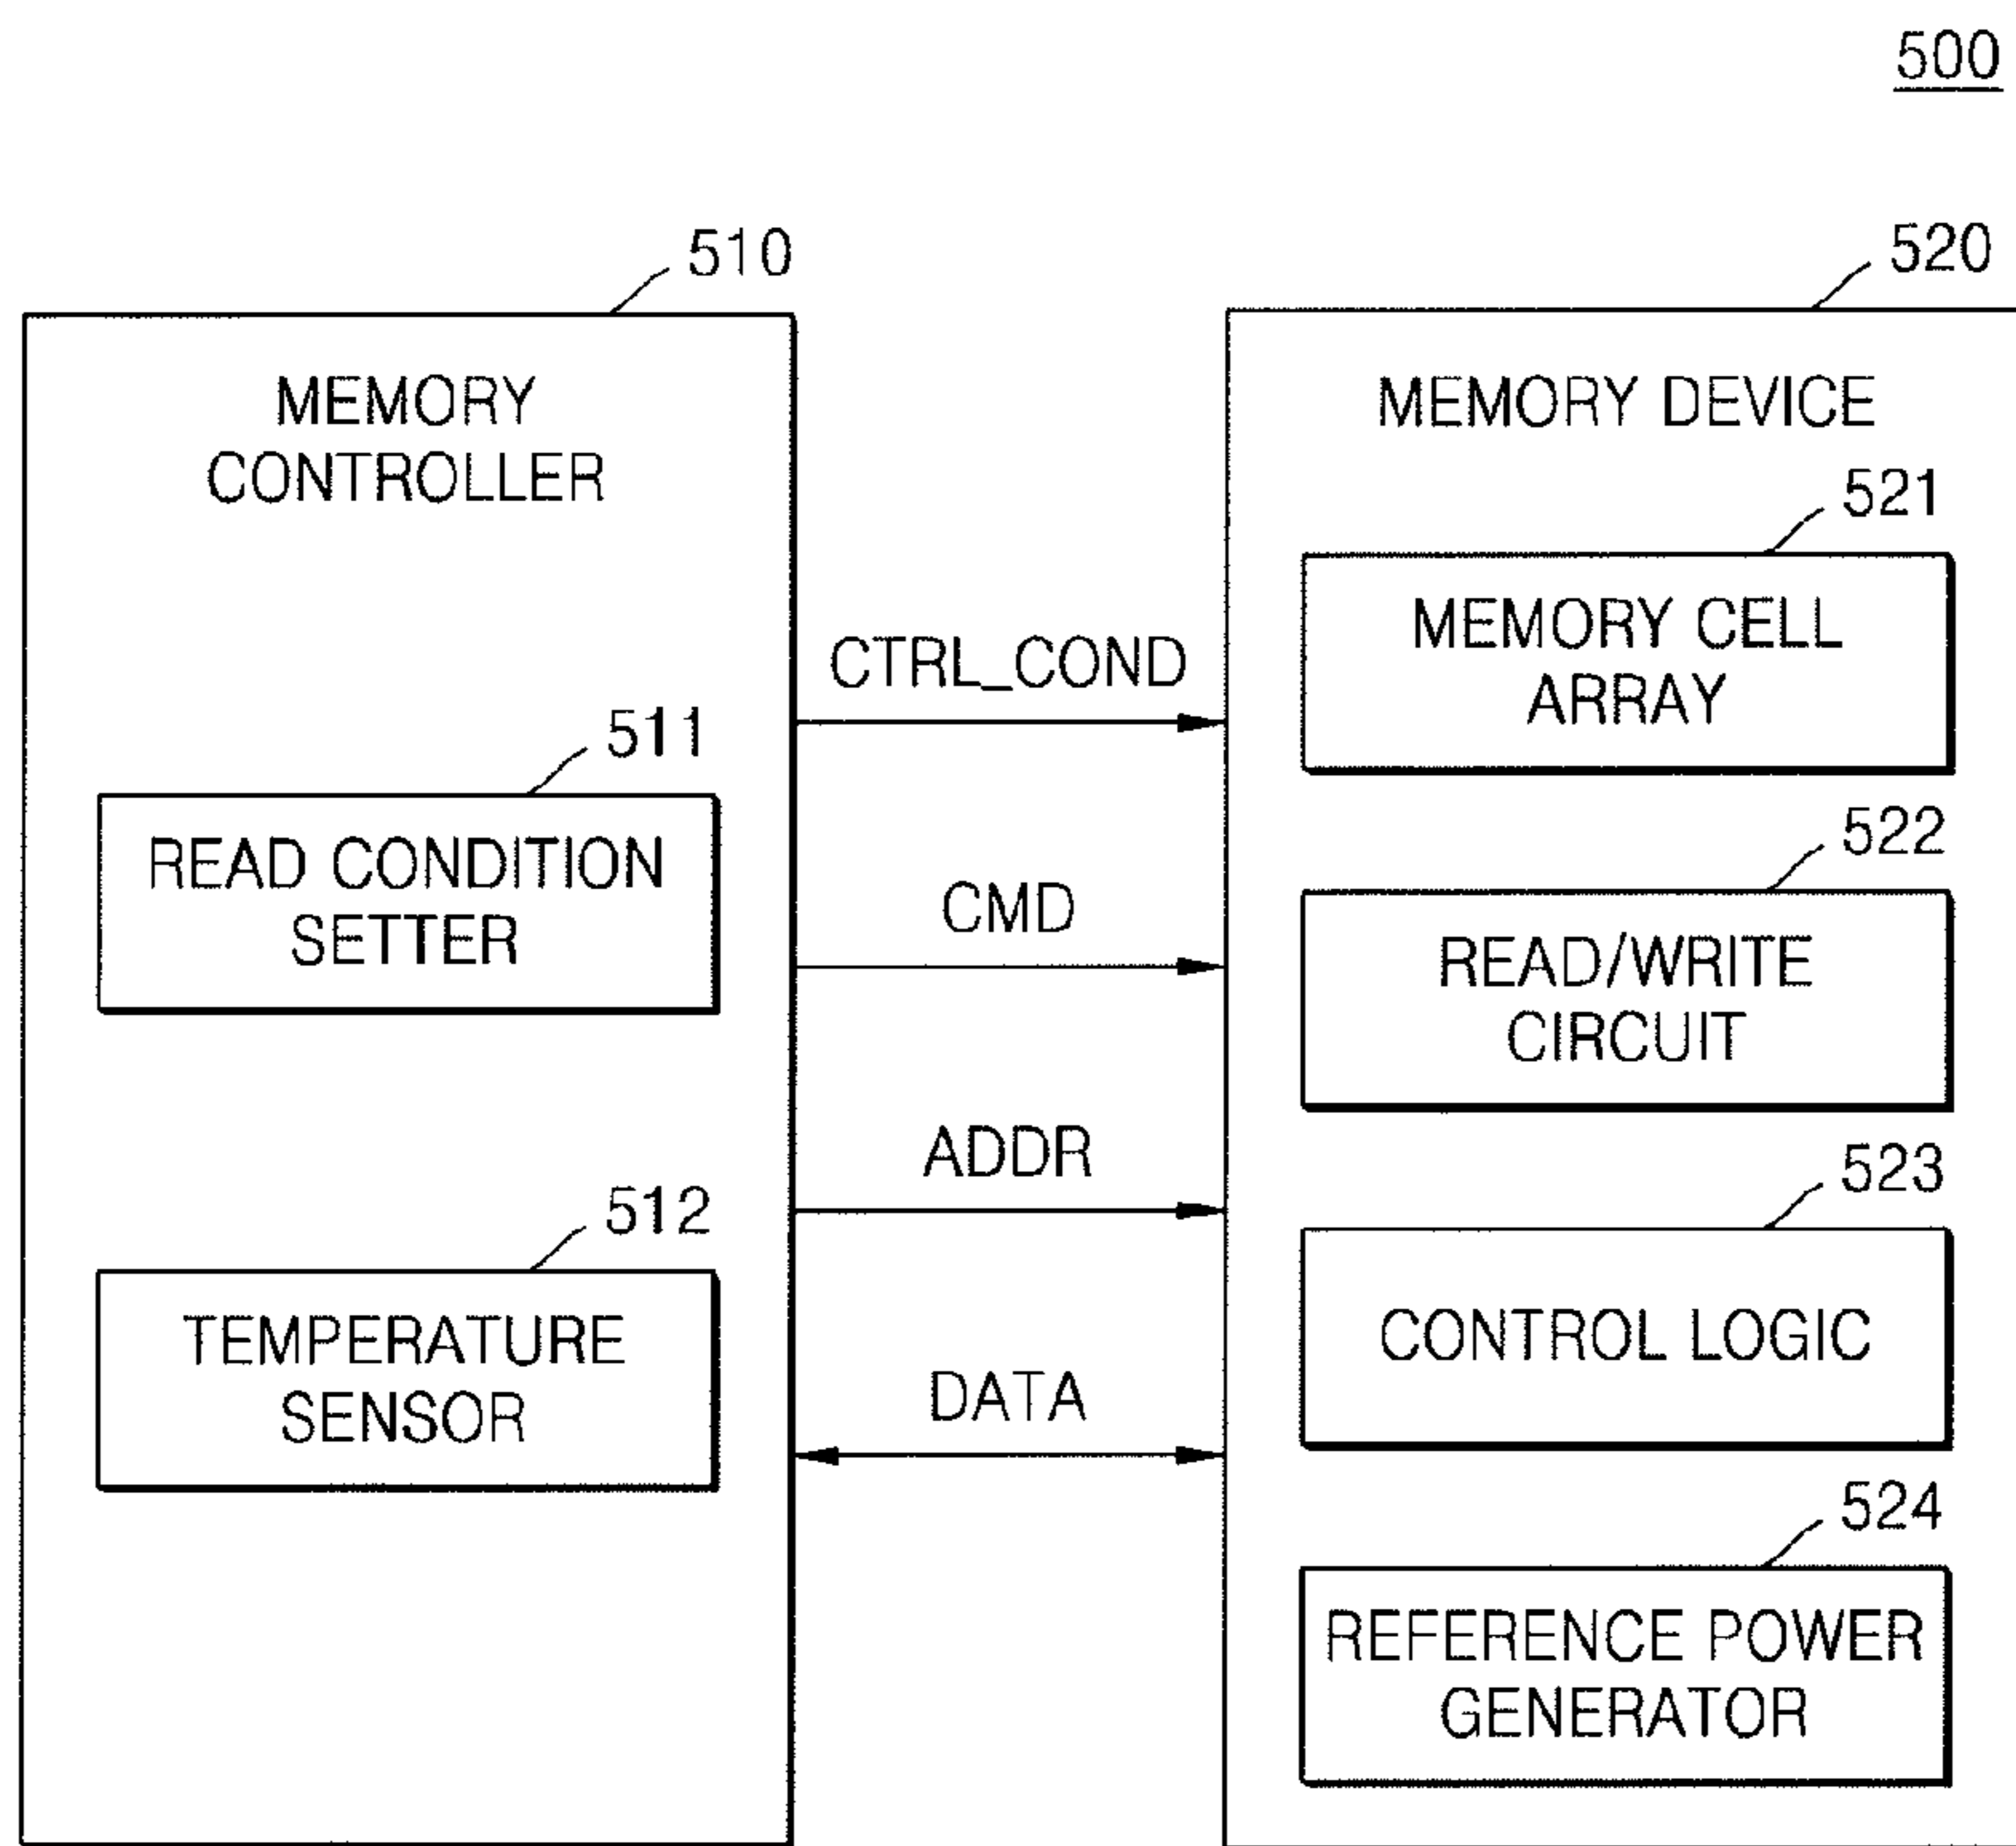 500
510
520
MEMORY
CONTROLLER
MEMORY DEVICE
521
MEMORY CELL
ARRAY
CTRL_COND
511
READ CONDITION
SETTER
522
READ/WRITE
CIRCUIT
CMD
ADDR
523
CONTROL LOGIC
512
TEMPERATURE
SENSOR
DATA
524
REFERENCE POWER
GENERATOR